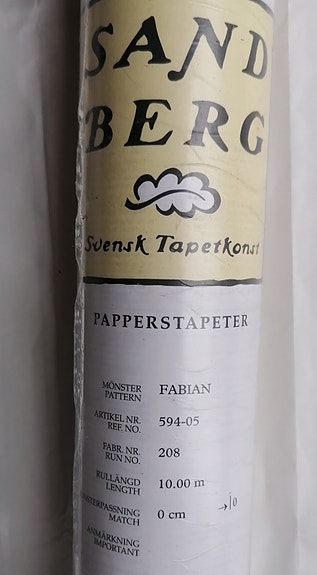 SAND
BERG
Svensk Tapetkonst
PAPPERSTAPETER
MÖNSTER
PATTERN FABIAN
ARTIKEL NR.
REF. NO. 594-05
FABR. NR.
RUN NO. 208
RULLÄNGD
LENGTH 10.00 m
MATCH 0 cm →| 0
ANMÄRKNING
IMPORTANT